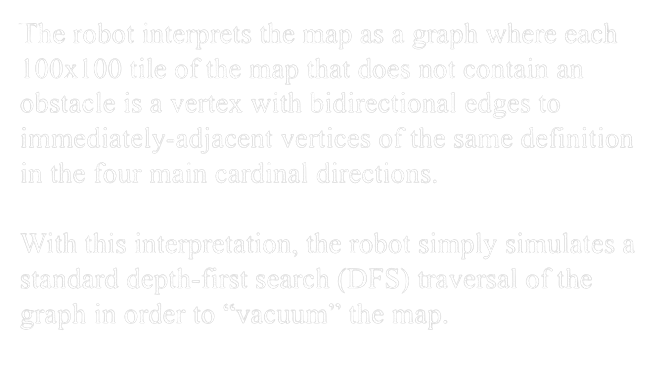 The robot interprets the map as a graph where each
100x100 tile of the map that does not contain an
obstacle is a vertex with bidirectional edges to
immediately-adjacent vertices of the same definition
in the four main cardinal directions.
With this interpretation, the robot simply simulates a
standard depth-first search (DFS) traversal of the
graph in order to “vacuum” the map.